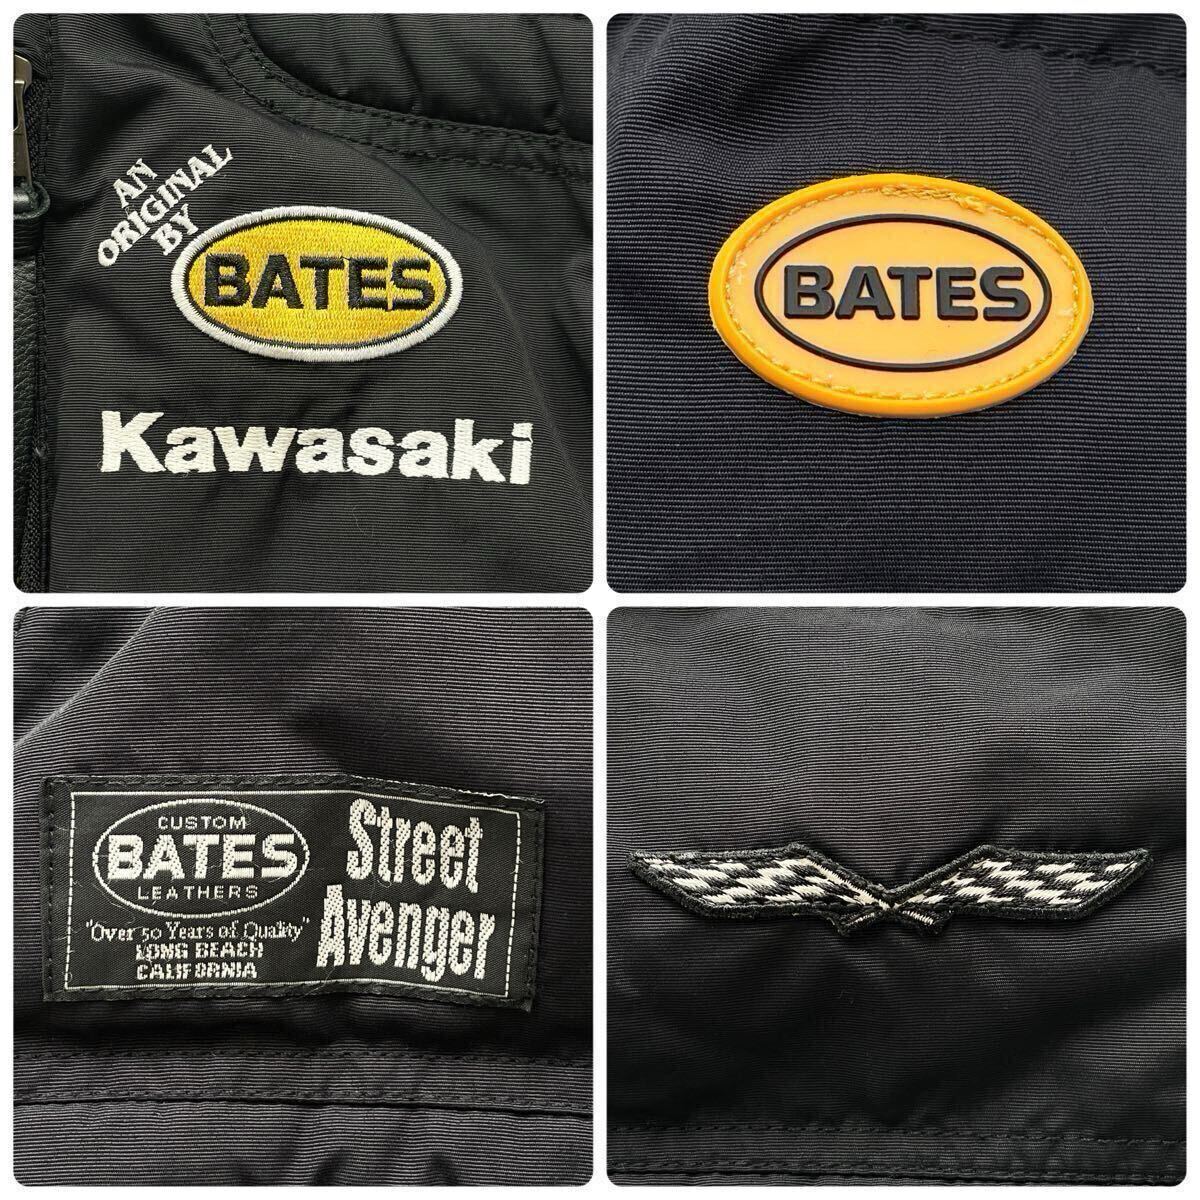 AN
ORIGINAL
BY
BATES
Kawasaki
BATES
CUSTOM
BATES
LEATHERS
"Over 50 Years of Quality"
LONG BEACH
CALIFORNIA
Street
Avenger